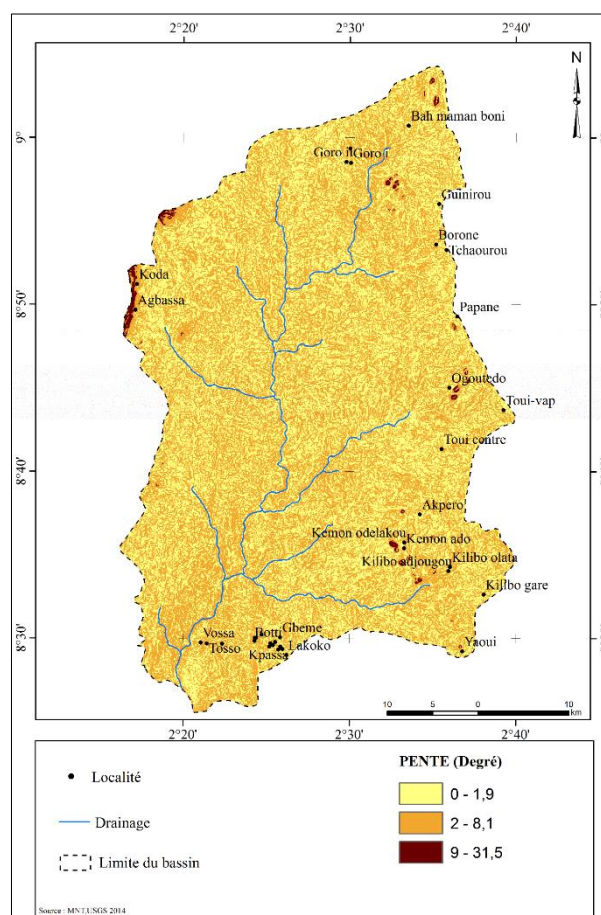 2°20' 2°30' 2°40'
N
Bah maman boni
9°
Goro ii Goro i
Guinirou
Borone
Tchaourou
Koda
Agbassa
8°50'
Papane
Ogoutedo
Toui-vap
Toui centre
8°40'
Akpero
Kemon odelakou
Kemon ado
Kilibo adjougou
Kilibo olata
Kilibo gare
8°30'
Vossa
Tosso
Botti
Gbeme
Kpassa
Lakoko
Yaoui
10 5 0 10
km
2°20' 2°30' 2°40'
PENTE (Degré)
Localité
0 - 1,9
Drainage
2 - 8,1
Limite du bassin
9 - 31,5
Source : MNT,USGS 2014